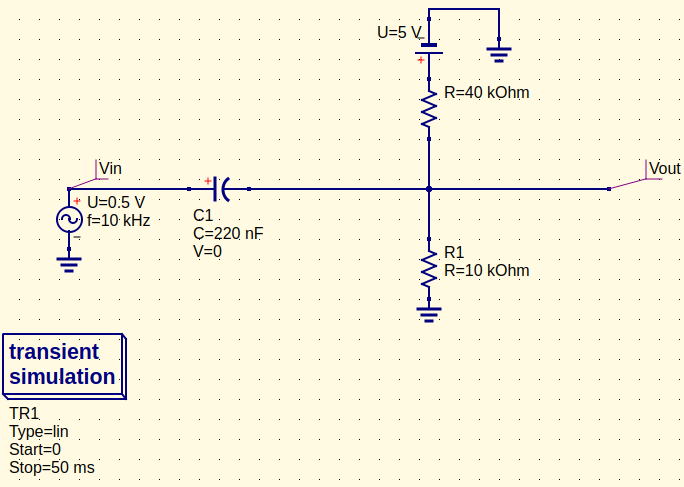 U=5 V
R=40 kOhm
Vin
Vout
U=0.5 V
f=10 kHz
C1
C=220 nF
V=0
R1
R=10 kOhm
transient
simulation
TR1
Type=lin
Start=0
Stop=50 ms